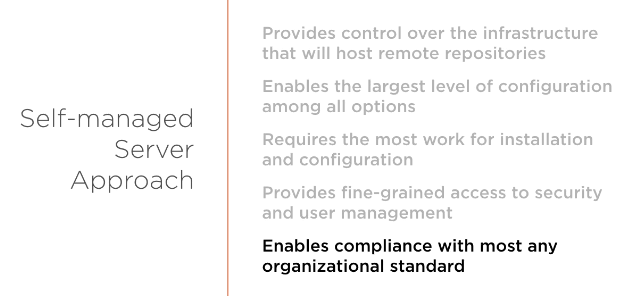 Self-managed
Server
Approach
Provides control over the infrastructure
that will host remote repositories
Enables the largest level of configuration
among all options
Requires the most work for installation
and configuration
Provides fine-grained access to security
and user management
Enables compliance with most any
organizational standard